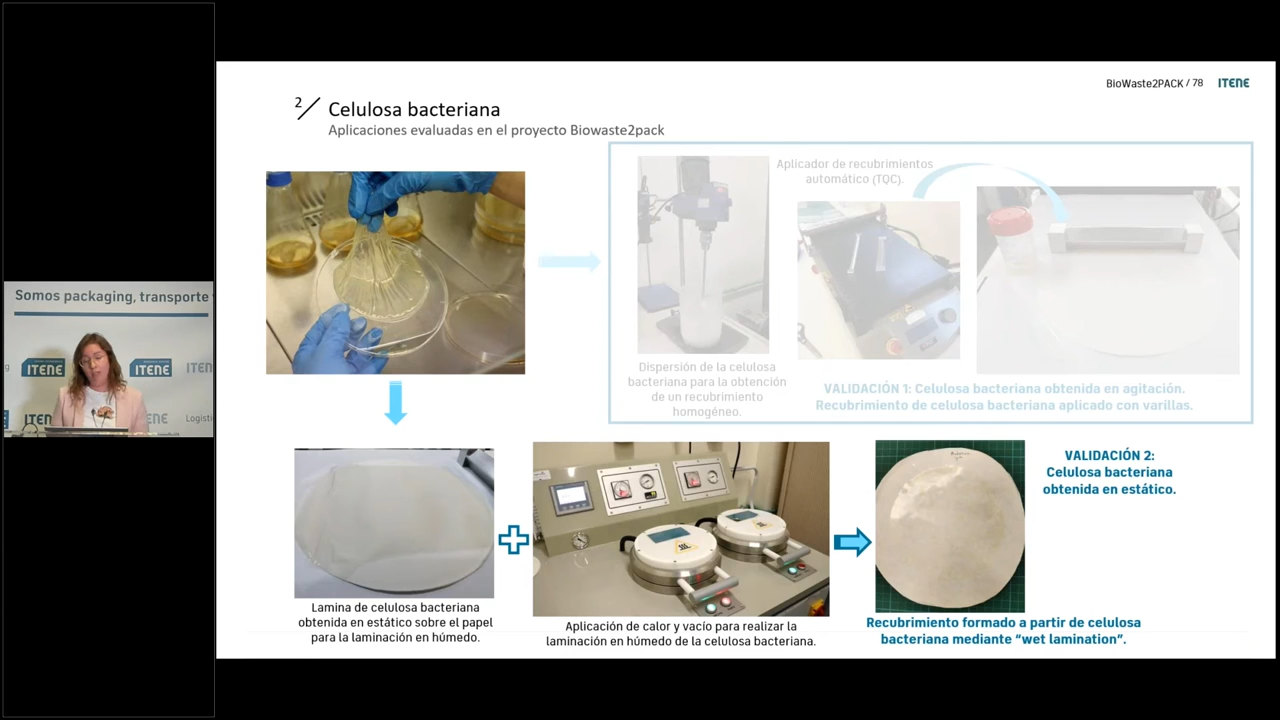 BioWaste2PACK / 78 ITENE
2/ Celulosa bacteriana
Aplicaciones evaluadas en el proyecto Biowaste2pack
Aplicador de recubrimientos
automático (TQC).
Dispersión de la celulosa
bacteriana para la obtención
de un recubrimiento
homogéneo.
VALIDACIÓN 1: Celulosa bacteriana obtenida en agitación.
Recubrimiento de celulosa bacteriana aplicado con varillas.
Somos packaging, transporte
ITENE
ITENE
ITE
ITEN
ENE
Logist
VALIDACIÓN 2:
Celulosa bacteriana
obtenida en estático.
Lamina de celulosa bacteriana
obtenida en estático sobre el papel
para la laminación en húmedo.
Aplicación de calor y vacío para realizar la
laminación en húmedo de la celulosa bacteriana.
Recubrimiento formado a partir de celulosa
bacteriana mediante “wet lamination”.